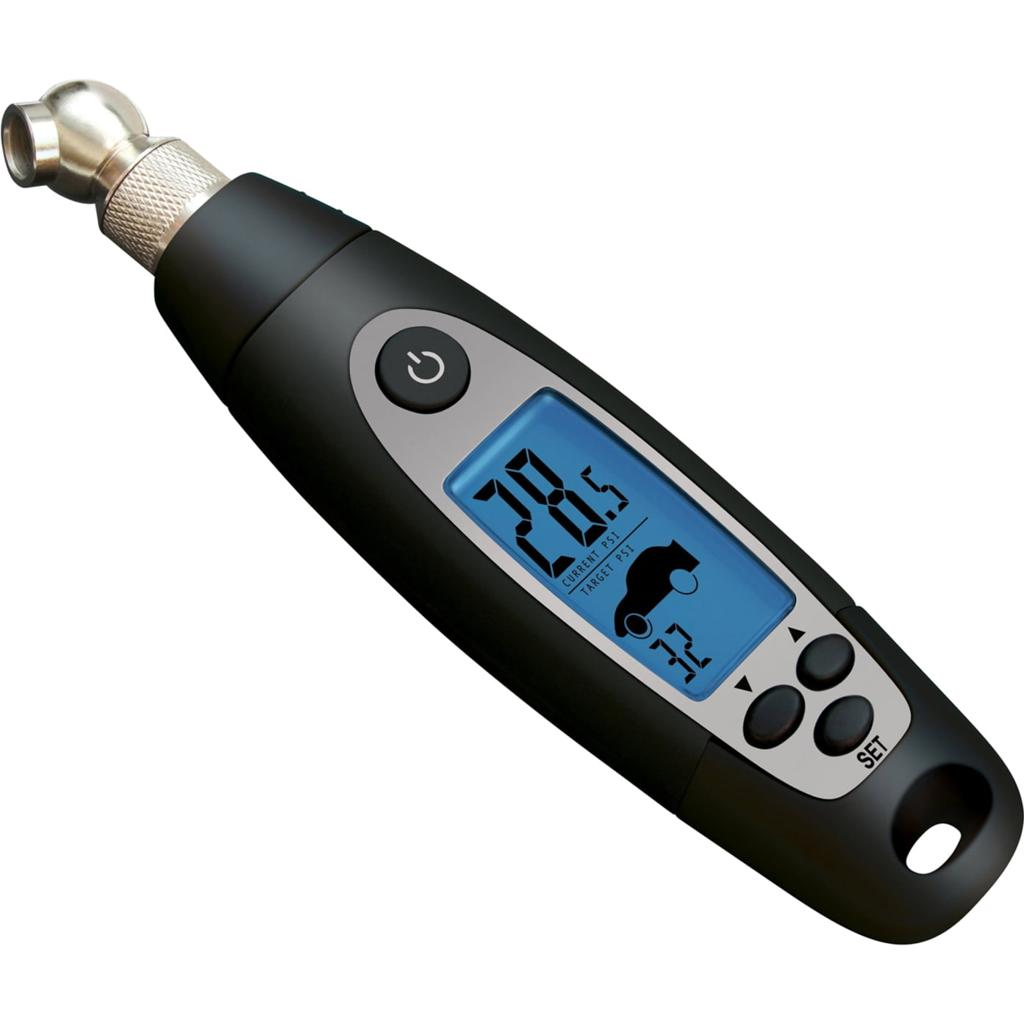 28.5
CURRENT PSI
TARGET PSI
32
SET